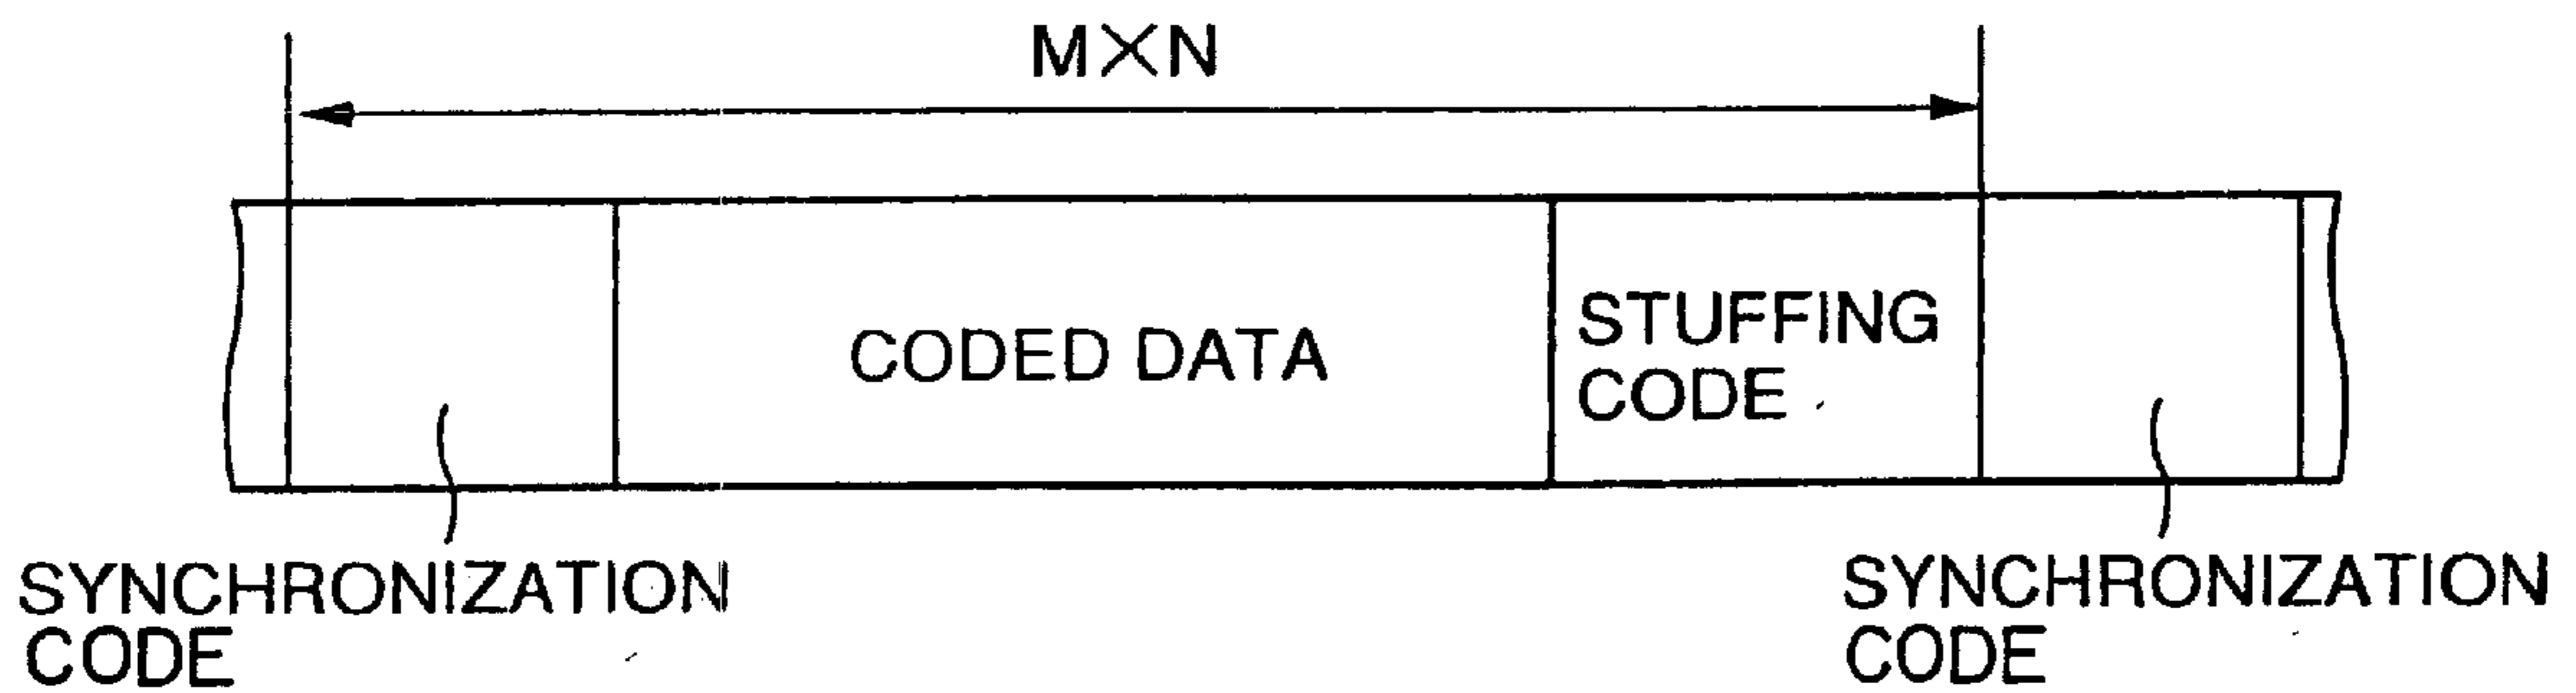 M×N
CODED DATA
STUFFING
CODE
SYNCHRONIZATION
CODE
SYNCHRONIZATION
CODE